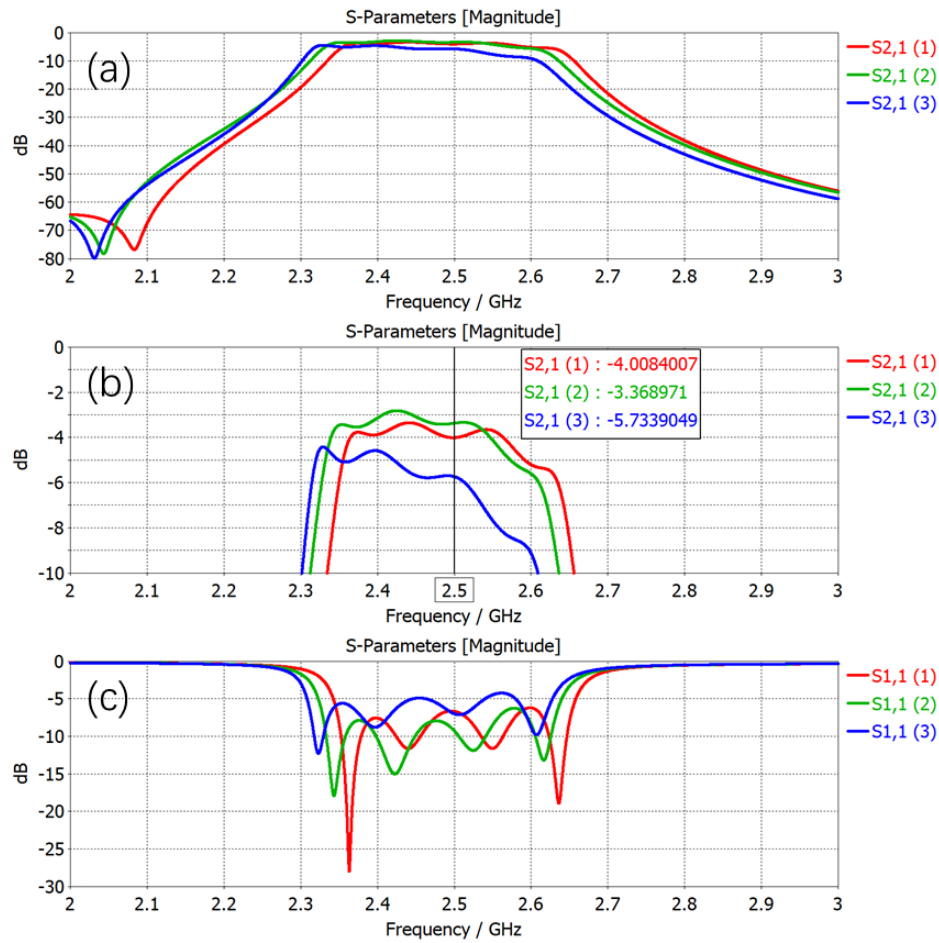 S-Parameters [Magnitude]
(a)
0
-10
-20
-30
-40
-50
-60
-70
-80
dB
2
2.1
2.2
2.3
2.4
2.5
2.6
2.7
2.8
2.9
3
Frequency / GHz
S2,1 (1)
S2,1 (2)
S2,1 (3)
S-Parameters [Magnitude]
(b)
0
-2
-4
-6
-8
-10
dB
S2,1 (1) : -4.0084007
S2,1 (2) : -3.368971
S2,1 (3) : -5.7339049
2
2.1
2.2
2.3
2.4
2.5
2.6
2.7
2.8
2.9
3
Frequency / GHz
S2,1 (1)
S2,1 (2)
S2,1 (3)
S-Parameters [Magnitude]
(c)
0
-5
-10
-15
-20
-25
-30
dB
2
2.1
2.2
2.3
2.4
2.5
2.6
2.7
2.8
2.9
3
Frequency / GHz
S1,1 (1)
S1,1 (2)
S1,1 (3)